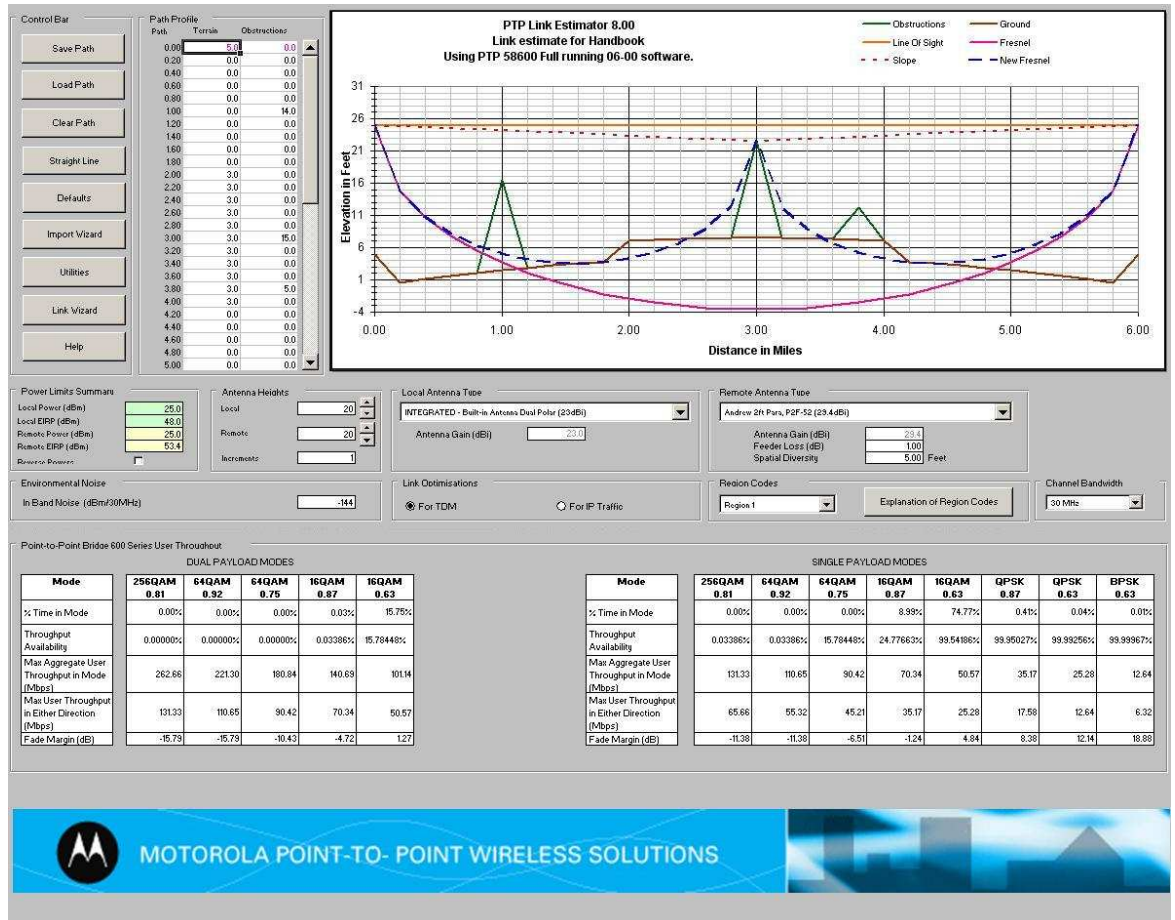 Control Bar
Save Path
Load Path
Clear Path
Straight Line
Defaults
Import Wizard
Utilities
Link Wizard
Help
Path Profile
Path Terrain Obstructions
0.00 5.0 0.0
0.20 0.0 0.0
0.40 0.0 0.0
0.60 0.0 0.0
0.80 0.0 0.0
1.00 0.0 14.0
1.20 0.0 0.0
1.40 0.0 0.0
1.60 0.0 0.0
1.80 0.0 0.0
2.00 3.0 0.0
2.20 3.0 0.0
2.40 3.0 0.0
2.60 3.0 0.0
2.80 3.0 0.0
3.00 3.0 15.0
3.20 3.0 0.0
3.40 3.0 0.0
3.60 3.0 0.0
3.80 3.0 5.0
4.00 3.0 0.0
4.20 0.0 0.0
4.40 0.0 0.0
4.60 0.0 0.0
4.80 0.0 0.0
5.00 0.0 0.0
PTP Link Estimator 8.00
Link estimate for Handbook
Using PTP 58600 Full running 06-00 software.
Obstructions Ground
Line Of Sight Fresnel
Slope New Fresnel
Elevation in Feet
31
26
21
16
11
6
1
-4
0.00 1.00 2.00 3.00 4.00 5.00 6.00
Distance in Miles
Power Limits Summary
Local Power (dBm) 25.0
Local EIRP (dBm) 48.0
Remote Power (dBm) 25.0
Remote EIRP (dBm) 53.4
Reverse Powers
Antenna Heights
Local 20
Remote 20
Increments 1
Local Antenna Type
INTEGRATED - Built-in Antenna Dual Polar (23dBi)
Antenna Gain (dBi) 23.0
Remote Antenna Type
Andrew 2ft Para, P2F-52 (29.4dBi)
Antenna Gain (dBi) 29.4
Feeder Loss (dB) 1.00
Spatial Diversity 5.00 Feet
Environmental Noise
In Band Noise (dBm/30MHz) -144
Link Optimisations
For TDM For IP Traffic
Region Codes
Region 1
Explanation of Region Codes
Channel Bandwidth
30 MHz
Point-to-Point Bridge 600 Series User Throughput
DUAL PAYLOAD MODES
Mode 256QAM 0.81 64QAM 0.92 64QAM 0.75 16QAM 0.87 16QAM 0.63
% Time in Mode 0.00% 0.00% 0.00% 0.03% 15.75%
Throughput Availability 0.00000% 0.00000% 0.00000% 0.03386% 15.78448%
Max Aggregate User Throughput in Mode (Mbps) 262.66 221.30 180.84 140.69 101.14
Max User Throughput in Either Direction (Mbps) 131.33 110.65 90.42 70.34 50.57
Fade Margin (dB) -15.79 -15.79 -10.43 -4.72 1.27
SINGLE PAYLOAD MODES
Mode 256QAM 0.81 64QAM 0.92 64QAM 0.75 16QAM 0.87 16QAM 0.63 QPSK 0.87 QPSK 0.63 BPSK 0.63
% Time in Mode 0.00% 0.00% 0.00% 8.99% 74.77% 0.41% 0.04% 0.01%
Throughput Availability 0.03386% 0.03386% 15.78448% 24.77663% 99.54186% 99.95027% 99.99256% 99.99967%
Max Aggregate User Throughput in Mode (Mbps) 131.33 110.65 90.42 70.34 50.57 35.17 25.28 12.64
Max User Throughput in Either Direction (Mbps) 65.66 55.32 45.21 35.17 25.28 17.58 12.64 6.32
Fade Margin (dB) -11.38 -11.38 -6.51 -1.24 4.84 8.38 12.14 18.88
MOTOROLA POINT-TO- POINT WIRELESS SOLUTIONS